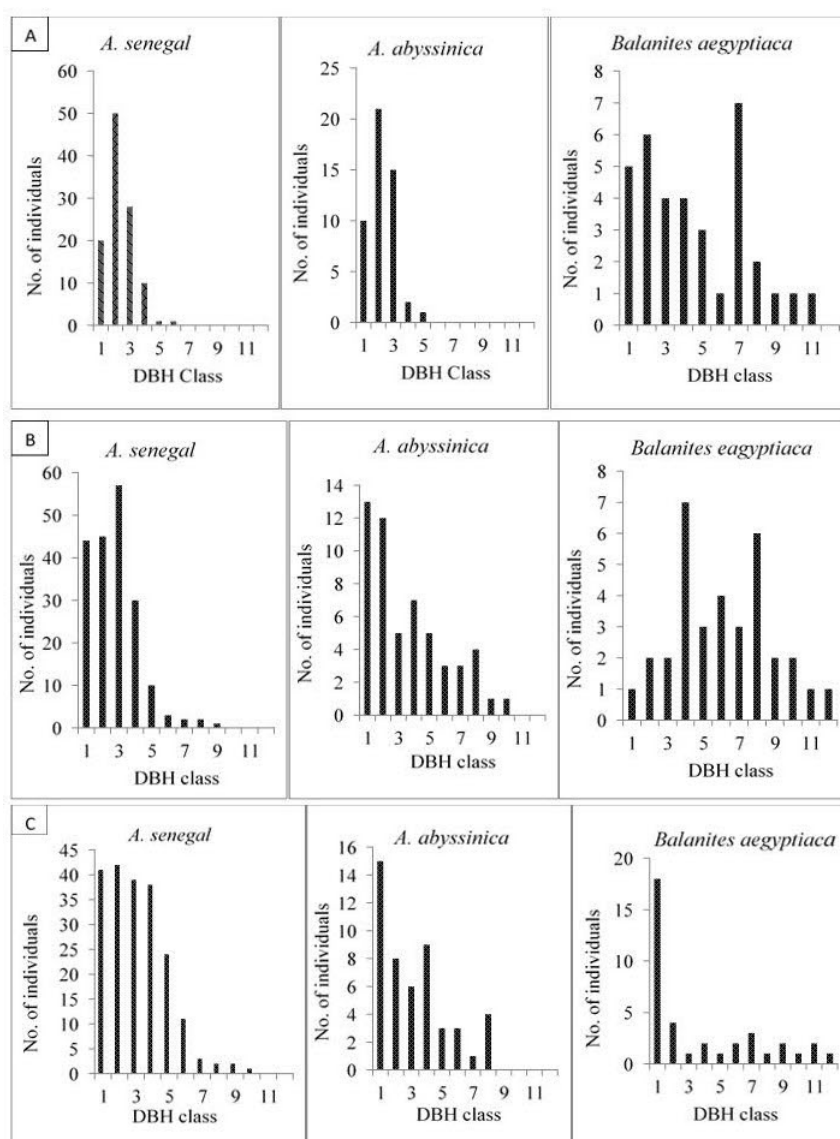 A
A. senegal
No. of individuals
60
50
40
30
20
10
0
1 3 5 7 9 11
DBH Class
A. abyssinica
No. of individuals
25
20
15
10
5
0
1 3 5 7 9 11
DBH Class
Balanites aegyptiaca
No. of individuals
8
7
6
5
4
3
2
1
0
1 3 5 7 9 11
DBH class
B
A. senegal
No. of individuals
60
50
40
30
20
10
0
1 3 5 7 9 11
DBH class
A. abyssinica
No. of individuals
14
12
10
8
6
4
2
0
1 3 5 7 9 11
DBH class
Balanites eagyptiaca
No. of individuals
8
7
6
5
4
3
2
1
0
1 3 5 7 9 11
DBH class
C
A. senegal
No. of individuals
45
40
35
30
25
20
15
10
5
0
1 3 5 7 9 11
DBH class
A. abyssinica
No. of individuals
16
14
12
10
8
6
4
2
0
1 3 5 7 9 11
DBH class
Balanites aegyptiaca
No. of individuals
20
15
10
5
0
1 3 5 7 9 11
DBH class